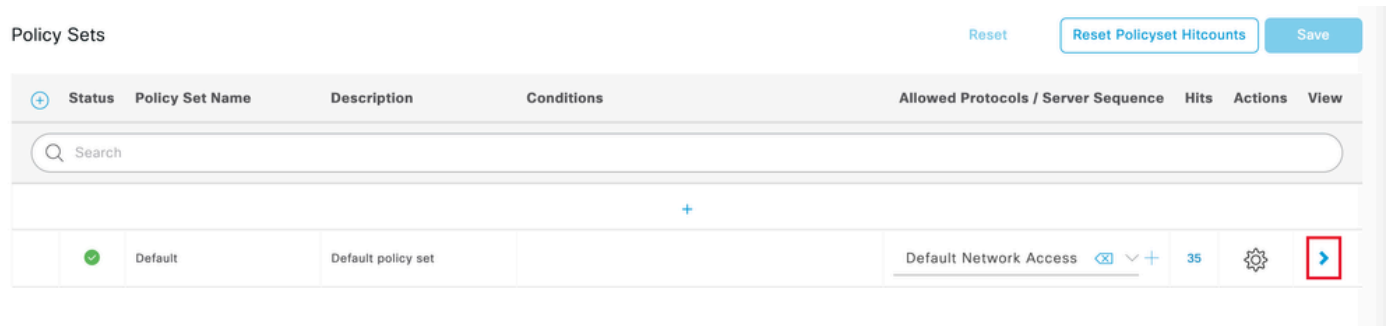 Policy Sets Reset Reset Policyset Hitcounts Save
+ Status Policy Set Name Description Conditions Allowed Protocols / Server Sequence Hits Actions View
Search
+
Default Default policy set Default Network Access + 35